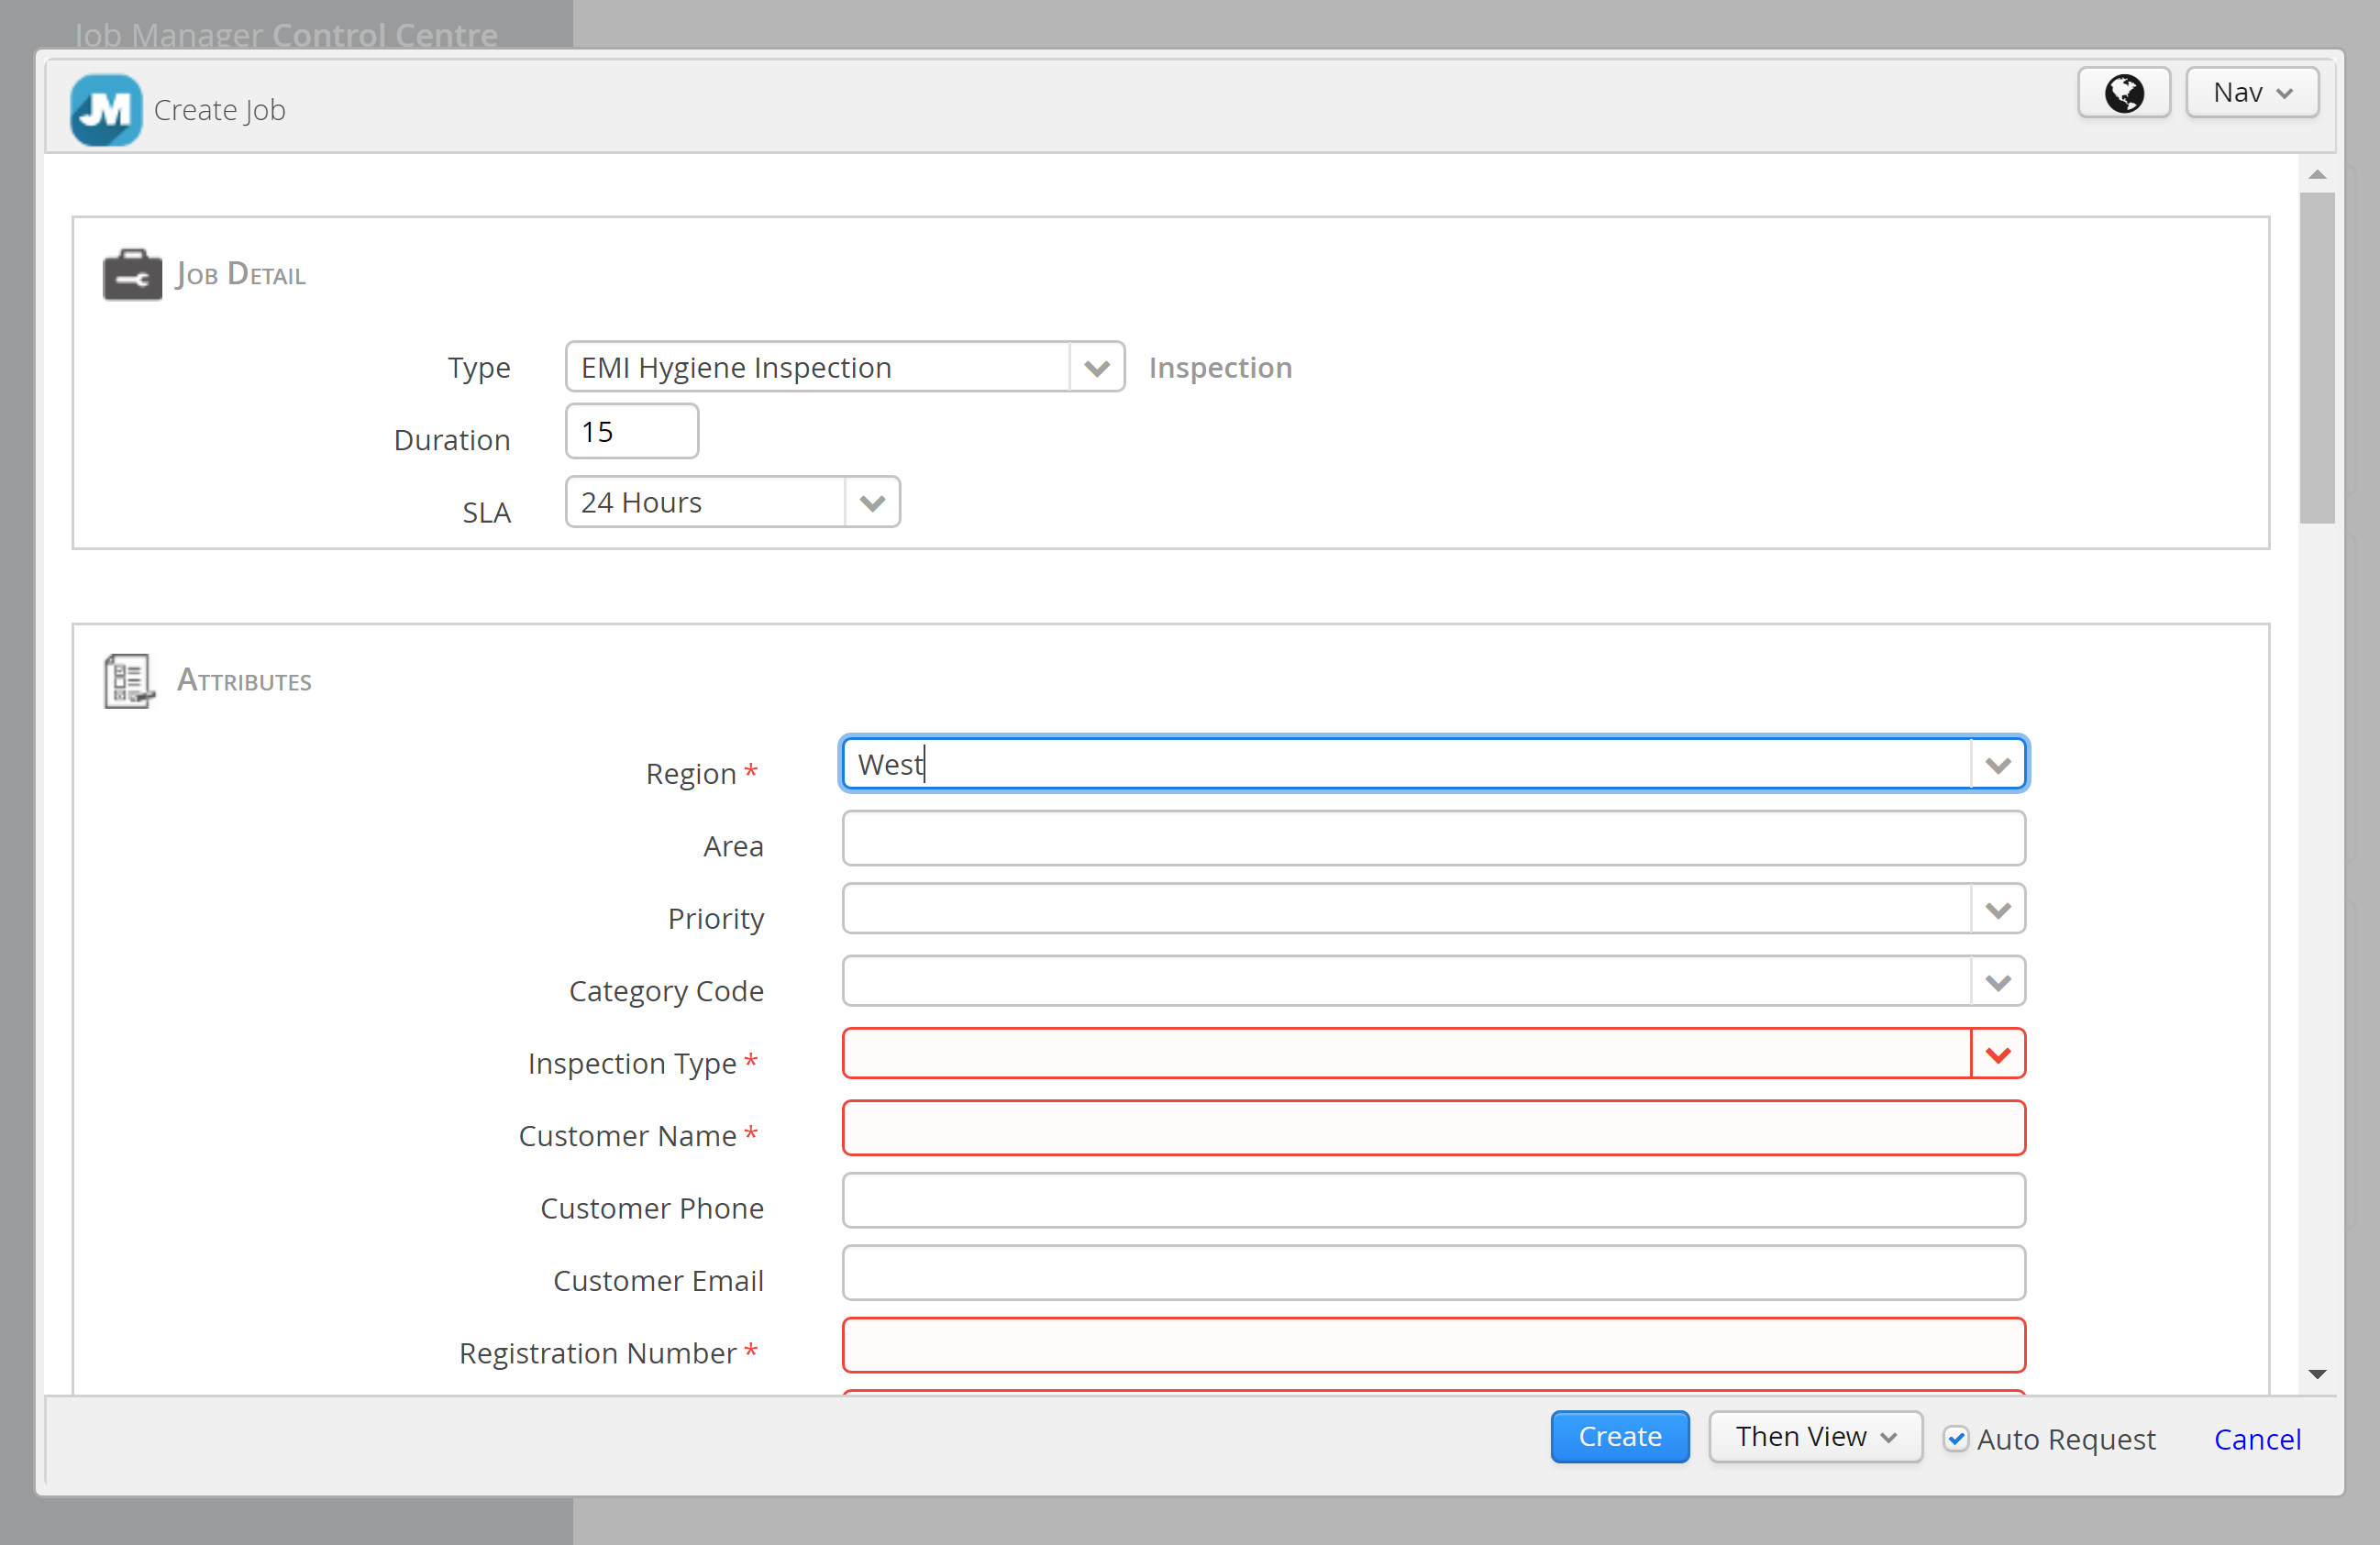 Job Manager Control Centre
JM Create Job
Nav
Job Detail
Type EMI Hygiene Inspection Inspection
Duration 15
SLA 24 Hours
Attributes
Region * West
Area
Priority
Category Code
Inspection Type *
Customer Name *
Customer Phone
Customer Email
Registration Number *
Create Then View Auto Request Cancel